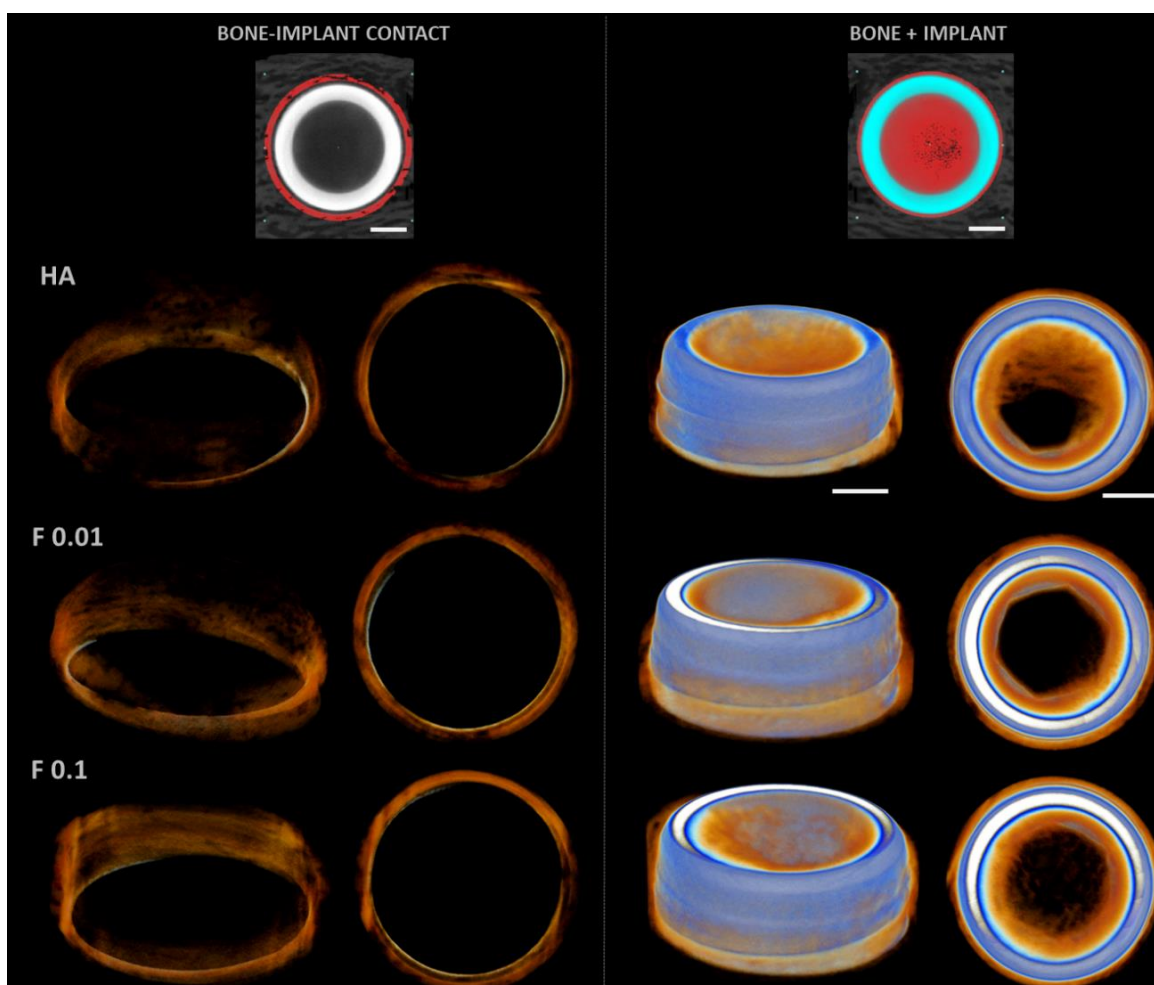 BONE-IMPLANT CONTACT
BONE + IMPLANT
HA
F 0.01
F 0.1